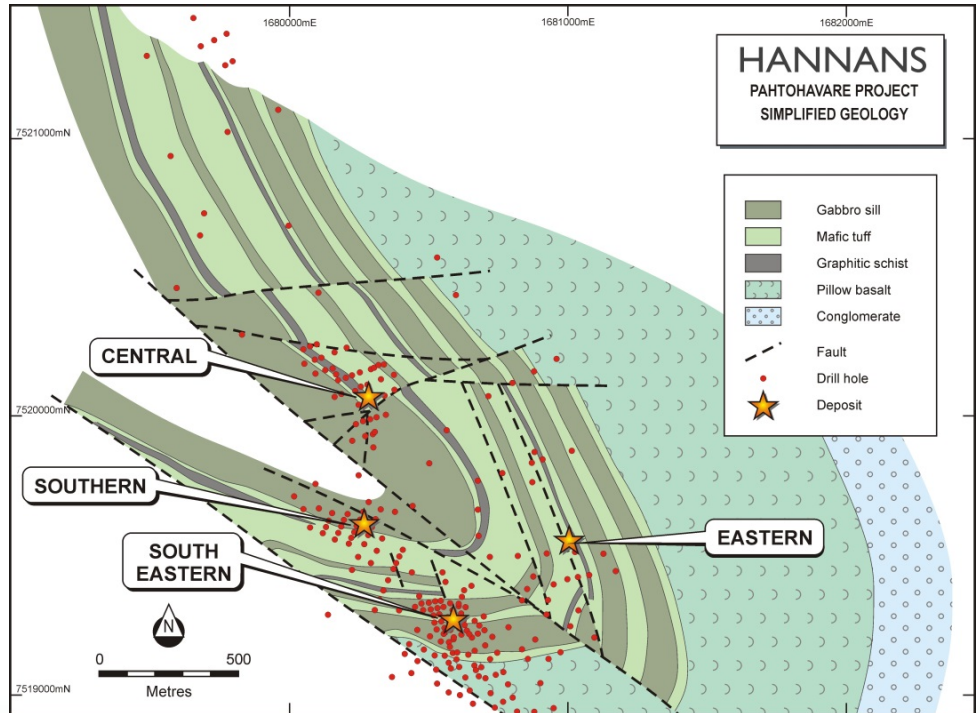 1680000mE
1681000mE
1682000mE
HANNANS
PAHTOHAVARE PROJECT
SIMPLIFIED GEOLOGY
7521000mN
Gabbro sill
Mafic tuff
Graphitic schist
Pillow basalt
Conglomerate
Fault
Drill hole
Deposit
CENTRAL
7520000mN
SOUTHERN
SOUTH
EASTERN
EASTERN
N
0
500
Metres
7519000mN